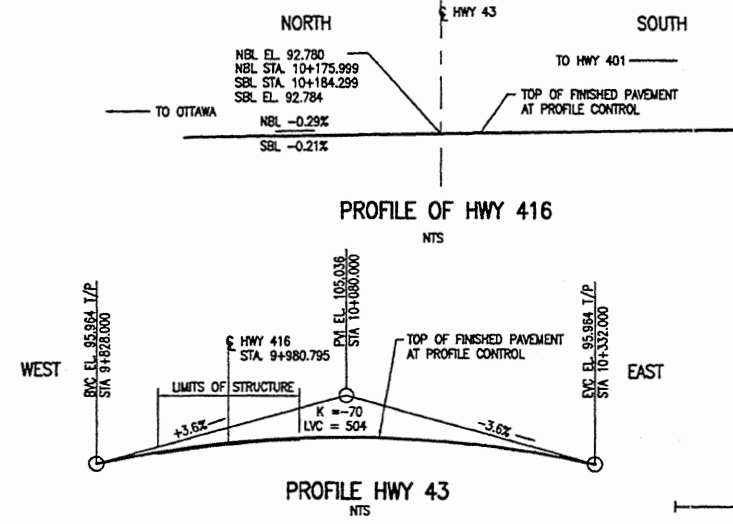 NORTH
℄ HWY 43
SOUTH
NBL EL. 92.780
NBL STA. 10+175.999
SBL STA. 10+184.299
SBL EL. 92.784
TO HWY 401
TO OTTAWA
TOP OF FINISHED PAVEMENT
AT PROFILE CONTROL
NBL -0.29%
SBL -0.21%
PROFILE OF HWY 416
NTS
WEST
BVC EL. 95.964 T/P
STA 9+828.000
℄ HWY 416
STA. 9+980.795
LIMITS OF STRUCTURE
PVI EL. 105.036
STA 10+080.000
TOP OF FINISHED PAVEMENT
AT PROFILE CONTROL
EVC EL. 95.964 T/P
STA 10+332.000
EAST
+3.6%
K =-70
LVC = 504
-3.6%
PROFILE HWY 43
NTS